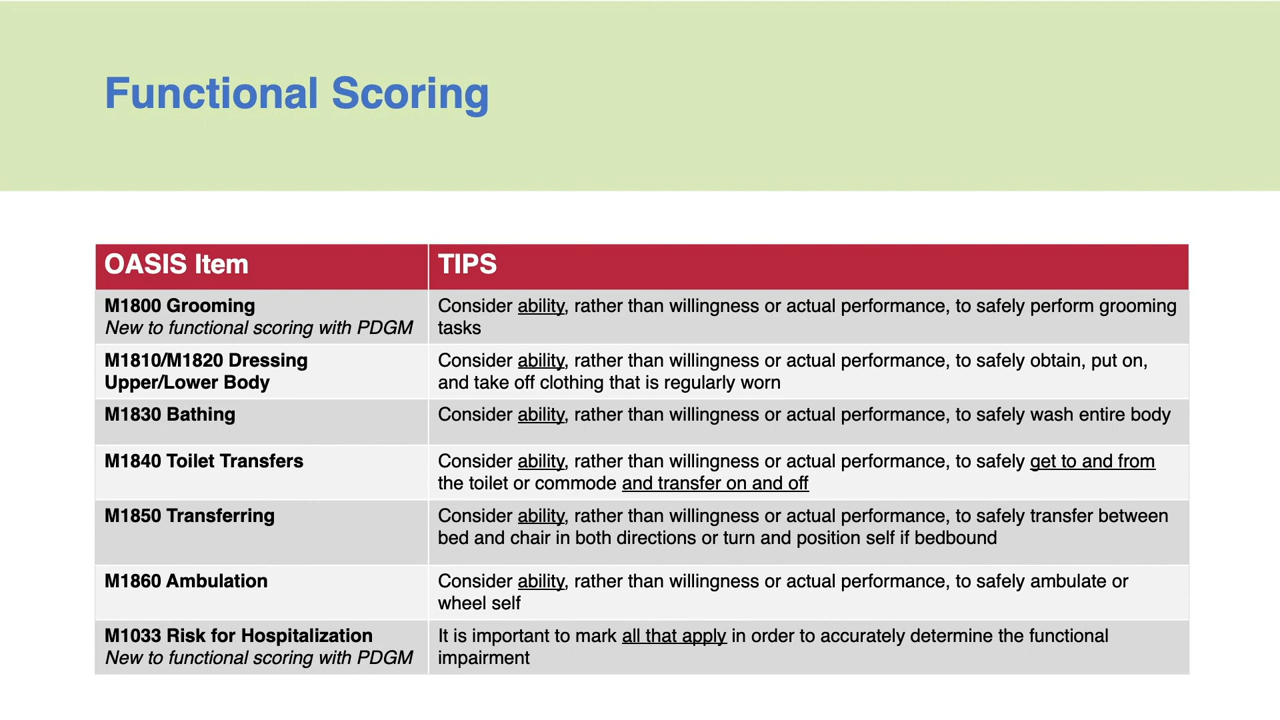 Functional Scoring
OASIS Item
TIPS
M1800 Grooming
New to functional scoring with PDGM
Consider ability, rather than willingness or actual performance, to safely perform grooming
tasks
M1810/M1820 Dressing
Upper/Lower Body
Consider ability, rather than willingness or actual performance, to safely obtain, put on,
and take off clothing that is regularly worn
M1830 Bathing
Consider ability, rather than willingness or actual performance, to safely wash entire body
M1840 Toilet Transfers
Consider ability, rather than willingness or actual performance, to safely get to and from
the toilet or commode and transfer on and off
M1850 Transferring
Consider ability, rather than willingness or actual performance, to safely transfer between
bed and chair in both directions or turn and position self if bedbound
M1860 Ambulation
Consider ability, rather than willingness or actual performance, to safely ambulate or
wheel self
M1033 Risk for Hospitalization
New to functional scoring with PDGM
It is important to mark all that apply in order to accurately determine the functional
impairment